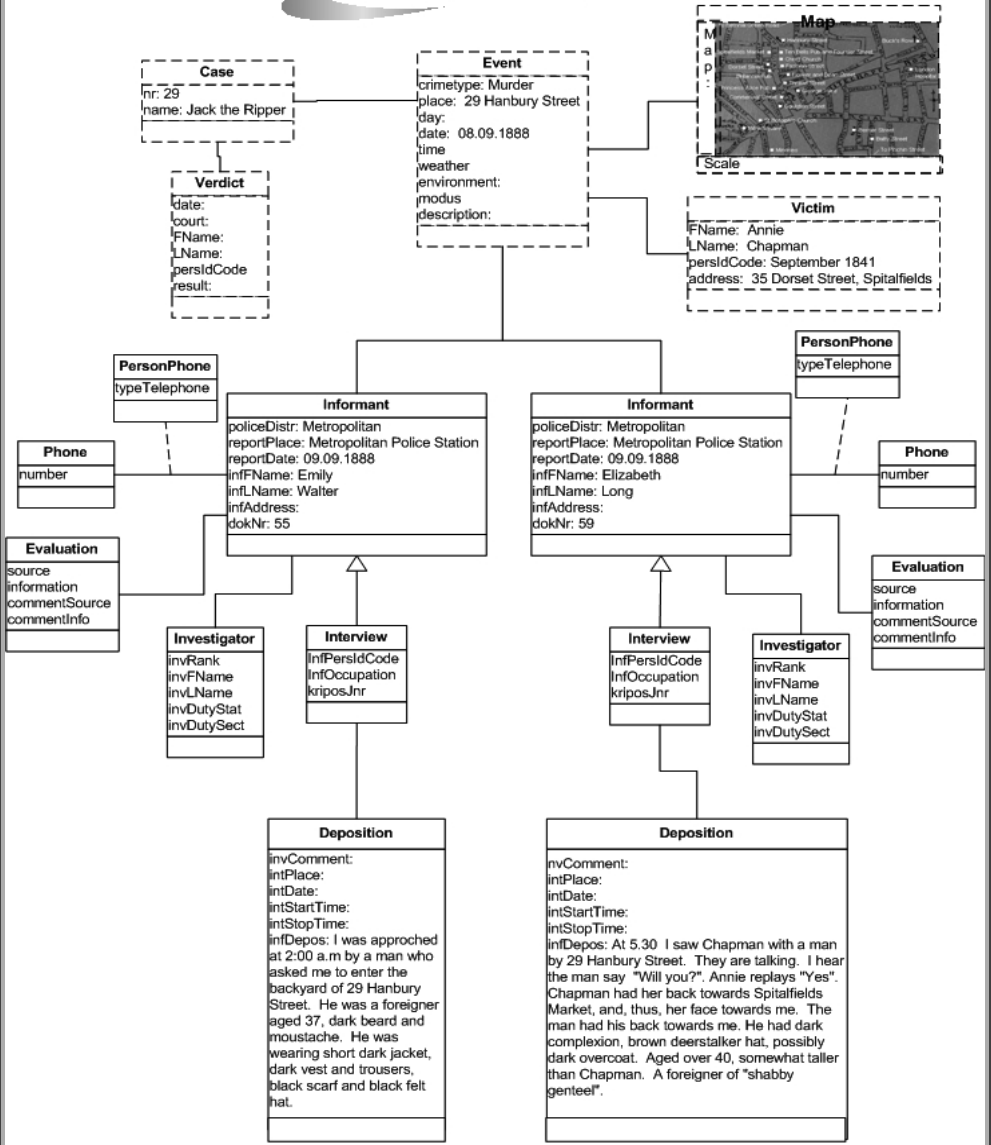 Map
M
a
p
:
Scale
Case
nr: 29
name: Jack the Ripper
Event
crimetype: Murder
place: 29 Hanbury Street
day:
date: 08.09.1888
time
weather
environment:
modus
description:
Verdict
date:
court:
FName:
LName:
persIdCode
result:
Victim
FName: Annie
LName: Chapman
persIdCode: September 1841
address: 35 Dorset Street, Spitalfields
PersonPhone
typeTelephone
PersonPhone
typeTelephone
Phone
number
Informant
policeDistr: Metropolitan
reportPlace: Metropolitan Police Station
reportDate: 09.09.1888
infFName: Emily
infLName: Walter
infAddress:
dokNr: 55
Informant
policeDistr: Metropolitan
reportPlace: Metropolitan Police Station
reportDate: 09.09.1888
infFName: Elizabeth
infLName: Long
infAddress:
dokNr: 59
Phone
number
Evaluation
source
information
commentSource
commentInfo
Investigator
invRank
invFName
invLName
invDutyStat
invDutySect
Interview
InfPersIdCode
InfOccupation
kriposJnr
Interview
InfPersIdCode
InfOccupation
kriposJnr
Investigator
invRank
invFName
invLName
invDutyStat
invDutySect
Evaluation
source
information
commentSource
commentInfo
Deposition
invComment:
intPlace:
intDate:
intStartTime:
intStopTime:
infDepos: I was approched
at 2:00 a.m by a man who
asked me to enter the
backyard of 29 Hanbury
Street. He was a foreigner
aged 37, dark beard and
moustache. He was
wearing short dark jacket,
dark vest and trousers,
black scarf and black felt
hat.
Deposition
nvComment:
intPlace:
intDate:
intStartTime:
intStopTime:
infDepos: At 5.30 I saw Chapman with a man
by 29 Hanbury Street. They are talking. I hear
the man say "Will you?". Annie replays "Yes".
Chapman had her back towards Spitalfields
Market, and, thus, her face towards me. The
man had his back towards me. He had dark
complexion, brown deerstalker hat, possibly
dark overcoat. Aged over 40, somewhat taller
than Chapman. A foreigner of "shabby
genteel".